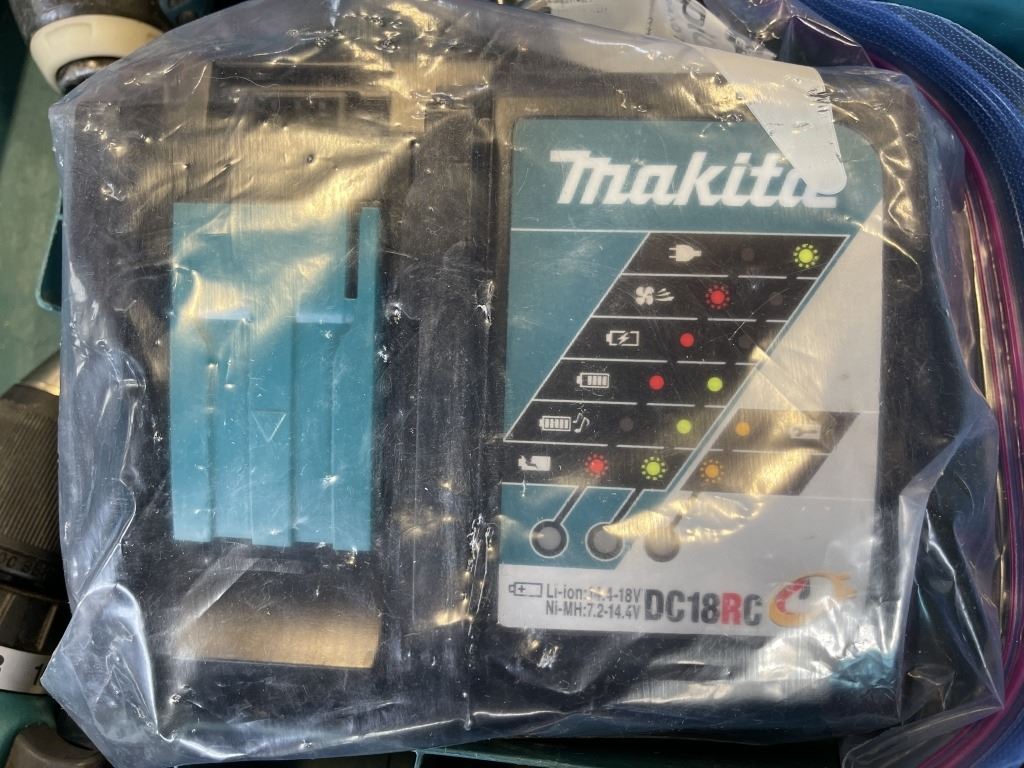 makita
Li-ion:14.4-18V
Ni-MH:7.2-14.4V
DC18RC